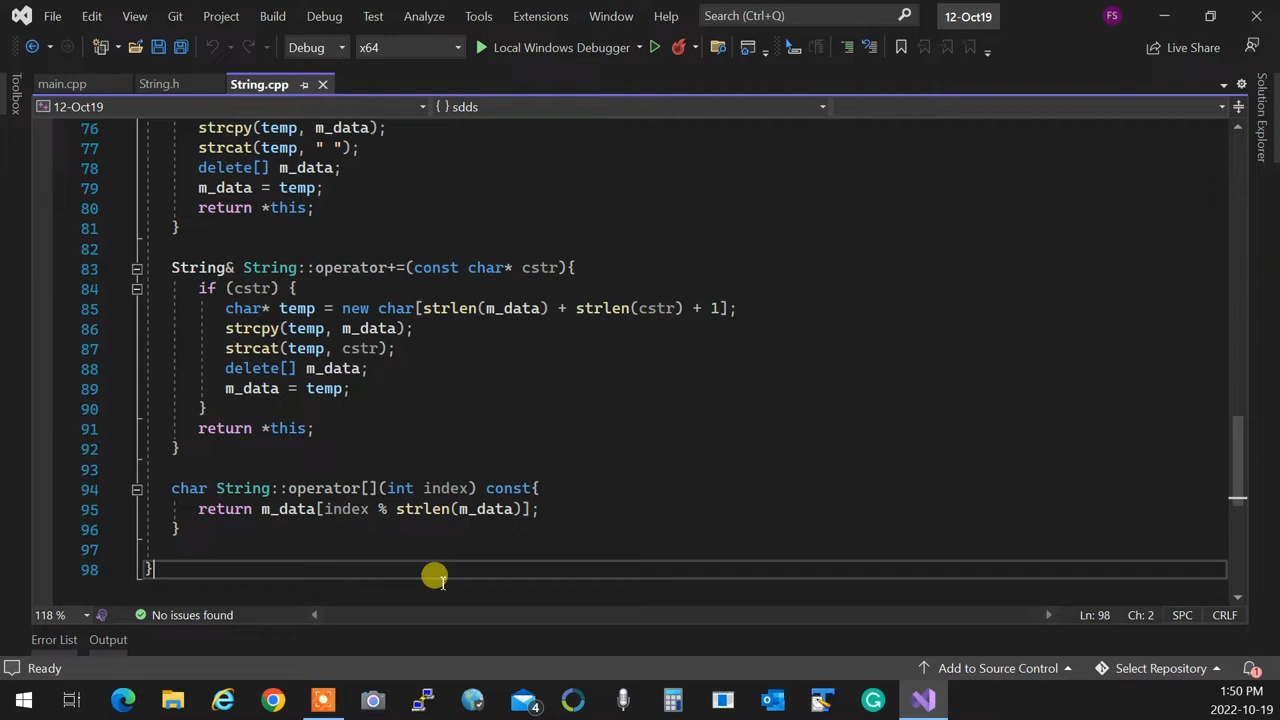 File Edit View Git Project Build Debug Test Analyze Tools Extensions Window Help Search (Ctrl+Q) 12-Oct19 FS
Debug x64 Local Windows Debugger Live Share
main.cpp String.h String.cpp
12-Oct19 { } sdds
Toolbox
Solution Explorer
76 strcpy(temp, m_data);
77 strcat(temp, " ");
78 delete[] m_data;
79 m_data = temp;
80 return *this;
81 }
82
83 String& String::operator+=(const char* cstr){
84 if (cstr) {
85 char* temp = new char[strlen(m_data) + strlen(cstr) + 1];
86 strcpy(temp, m_data);
87 strcat(temp, cstr);
88 delete[] m_data;
89 m_data = temp;
90 }
91 return *this;
92 }
93
94 char String::operator[](int index) const{
95 return m_data[index % strlen(m_data)];
96 }
97
98 }
118 % No issues found Ln: 98 Ch: 2 SPC CRLF
Error List Output
Ready Add to Source Control Select Repository 1
4 1:50 PM
2022-10-19